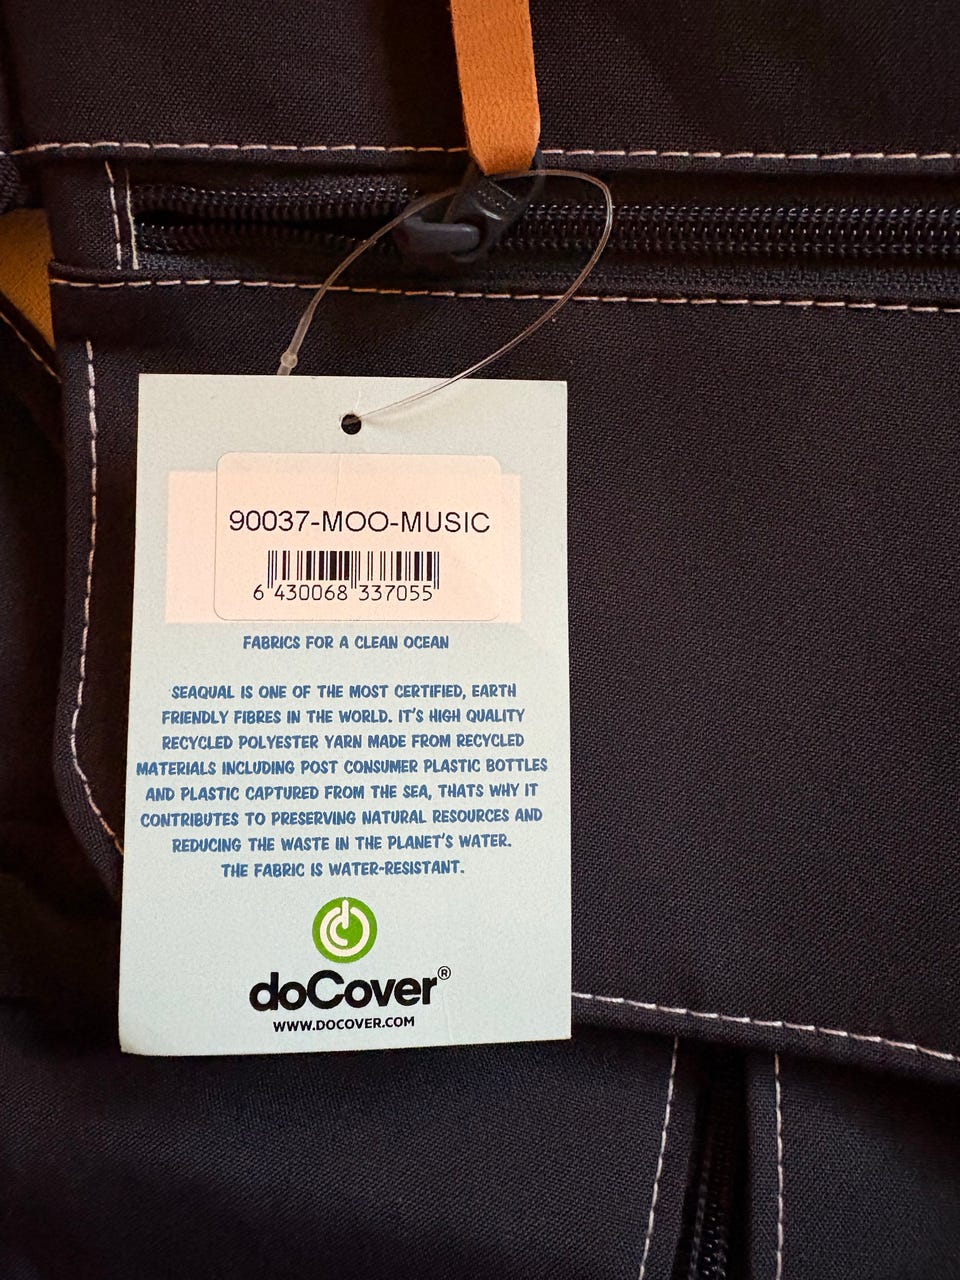 90037-MOO-MUSIC
6 430068 337055
FABRICS FOR A CLEAN OCEAN
SEAQUAL IS ONE OF THE MOST CERTIFIED, EARTH
FRIENDLY FIBRES IN THE WORLD. IT'S HIGH QUALITY
RECYCLED POLYESTER YARN MADE FROM RECYCLED
MATERIALS INCLUDING POST CONSUMER PLASTIC BOTTLES
AND PLASTIC CAPTURED FROM THE SEA, THATS WHY IT
CONTRIBUTES TO PRESERVING NATURAL RESOURCES AND
REDUCING THE WASTE IN THE PLANET'S WATER.
THE FABRIC IS WATER-RESISTANT.
doCover®
WWW.DOCOVER.COM